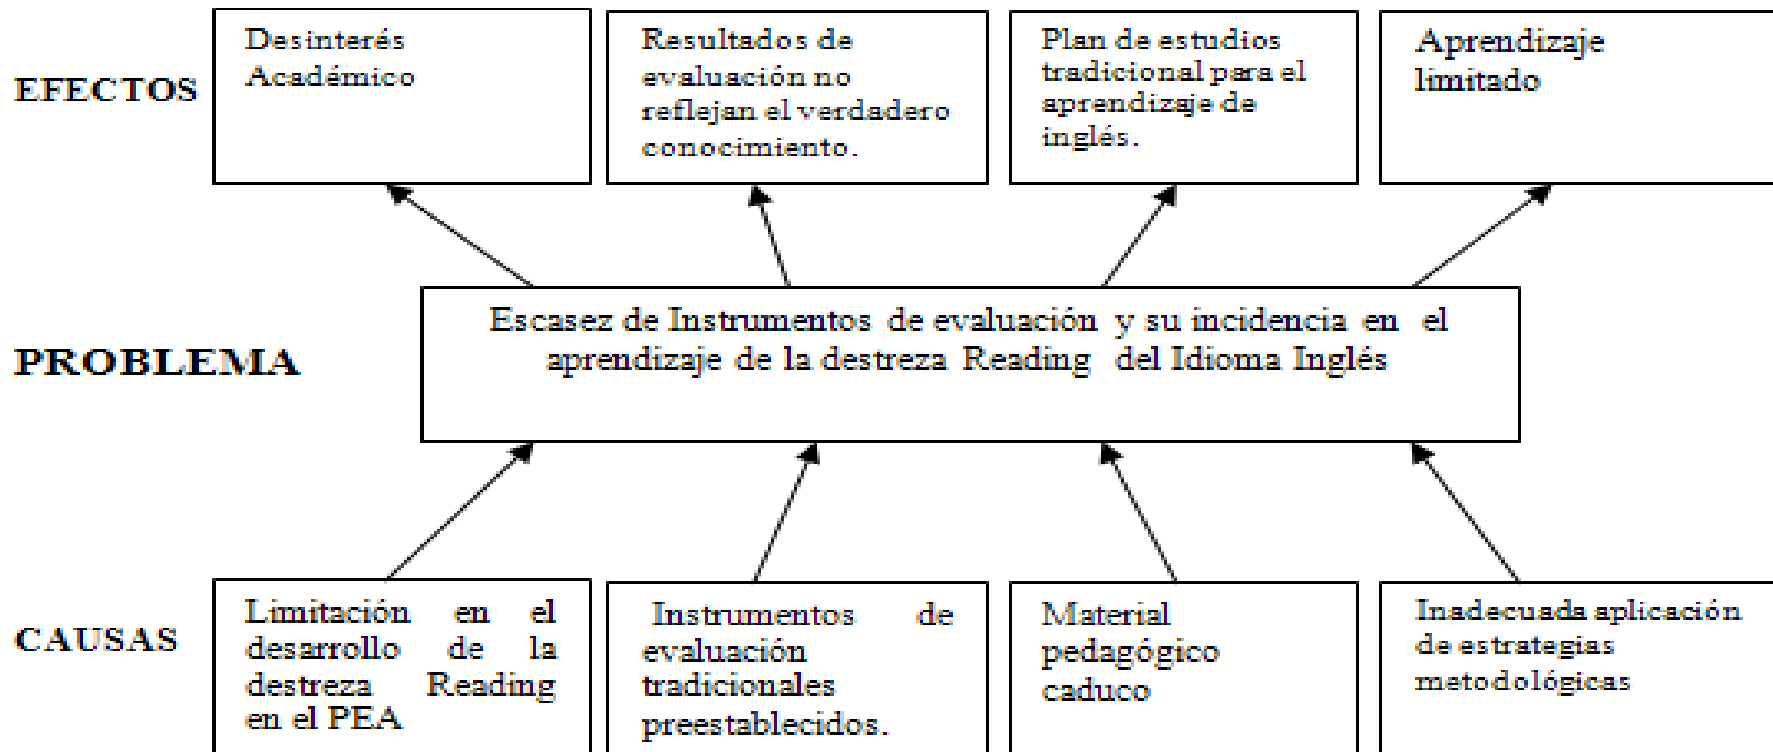 EFECTOS
Desinterés
Académico
Resultados de
evaluación no
reflejan el verdadero
conocimiento.
Plan de estudios
tradicional para el
aprendizaje de
inglés.
Aprendizaje
limitado
PROBLEMA
Escasez de Instrumentos de evaluación y su incidencia en el
aprendizaje de la destreza Reading del Idioma Inglés
CAUSAS
Limitación en el
desarrollo de la
destreza Reading
en el PEA
Instrumentos de
evaluación
tradicionales
preestablecidos.
Material
pedagógico
caduco
Inadecuada aplicación
de estrategias
metodológicas